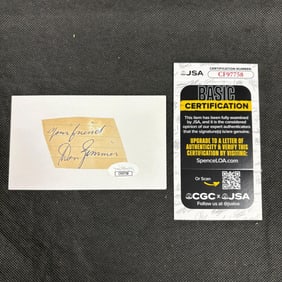 your friend
Don Gemmer
JSA
CERTIFICATION NUMBER
CF97758
BASIC
CERTIFICATION
This item has been fully examined
by JSA, and it is the considered
opinion of our expert authenticators
that the signature(s) is/are genuine.
UPGRADE TO A LETTER OF
AUTHENTICITY & VERIFY THIS
CERTIFICATION BY VISITING:
SpenceLOA.com
Or Scan
CGC x JSA
Follow us at @jsaloa